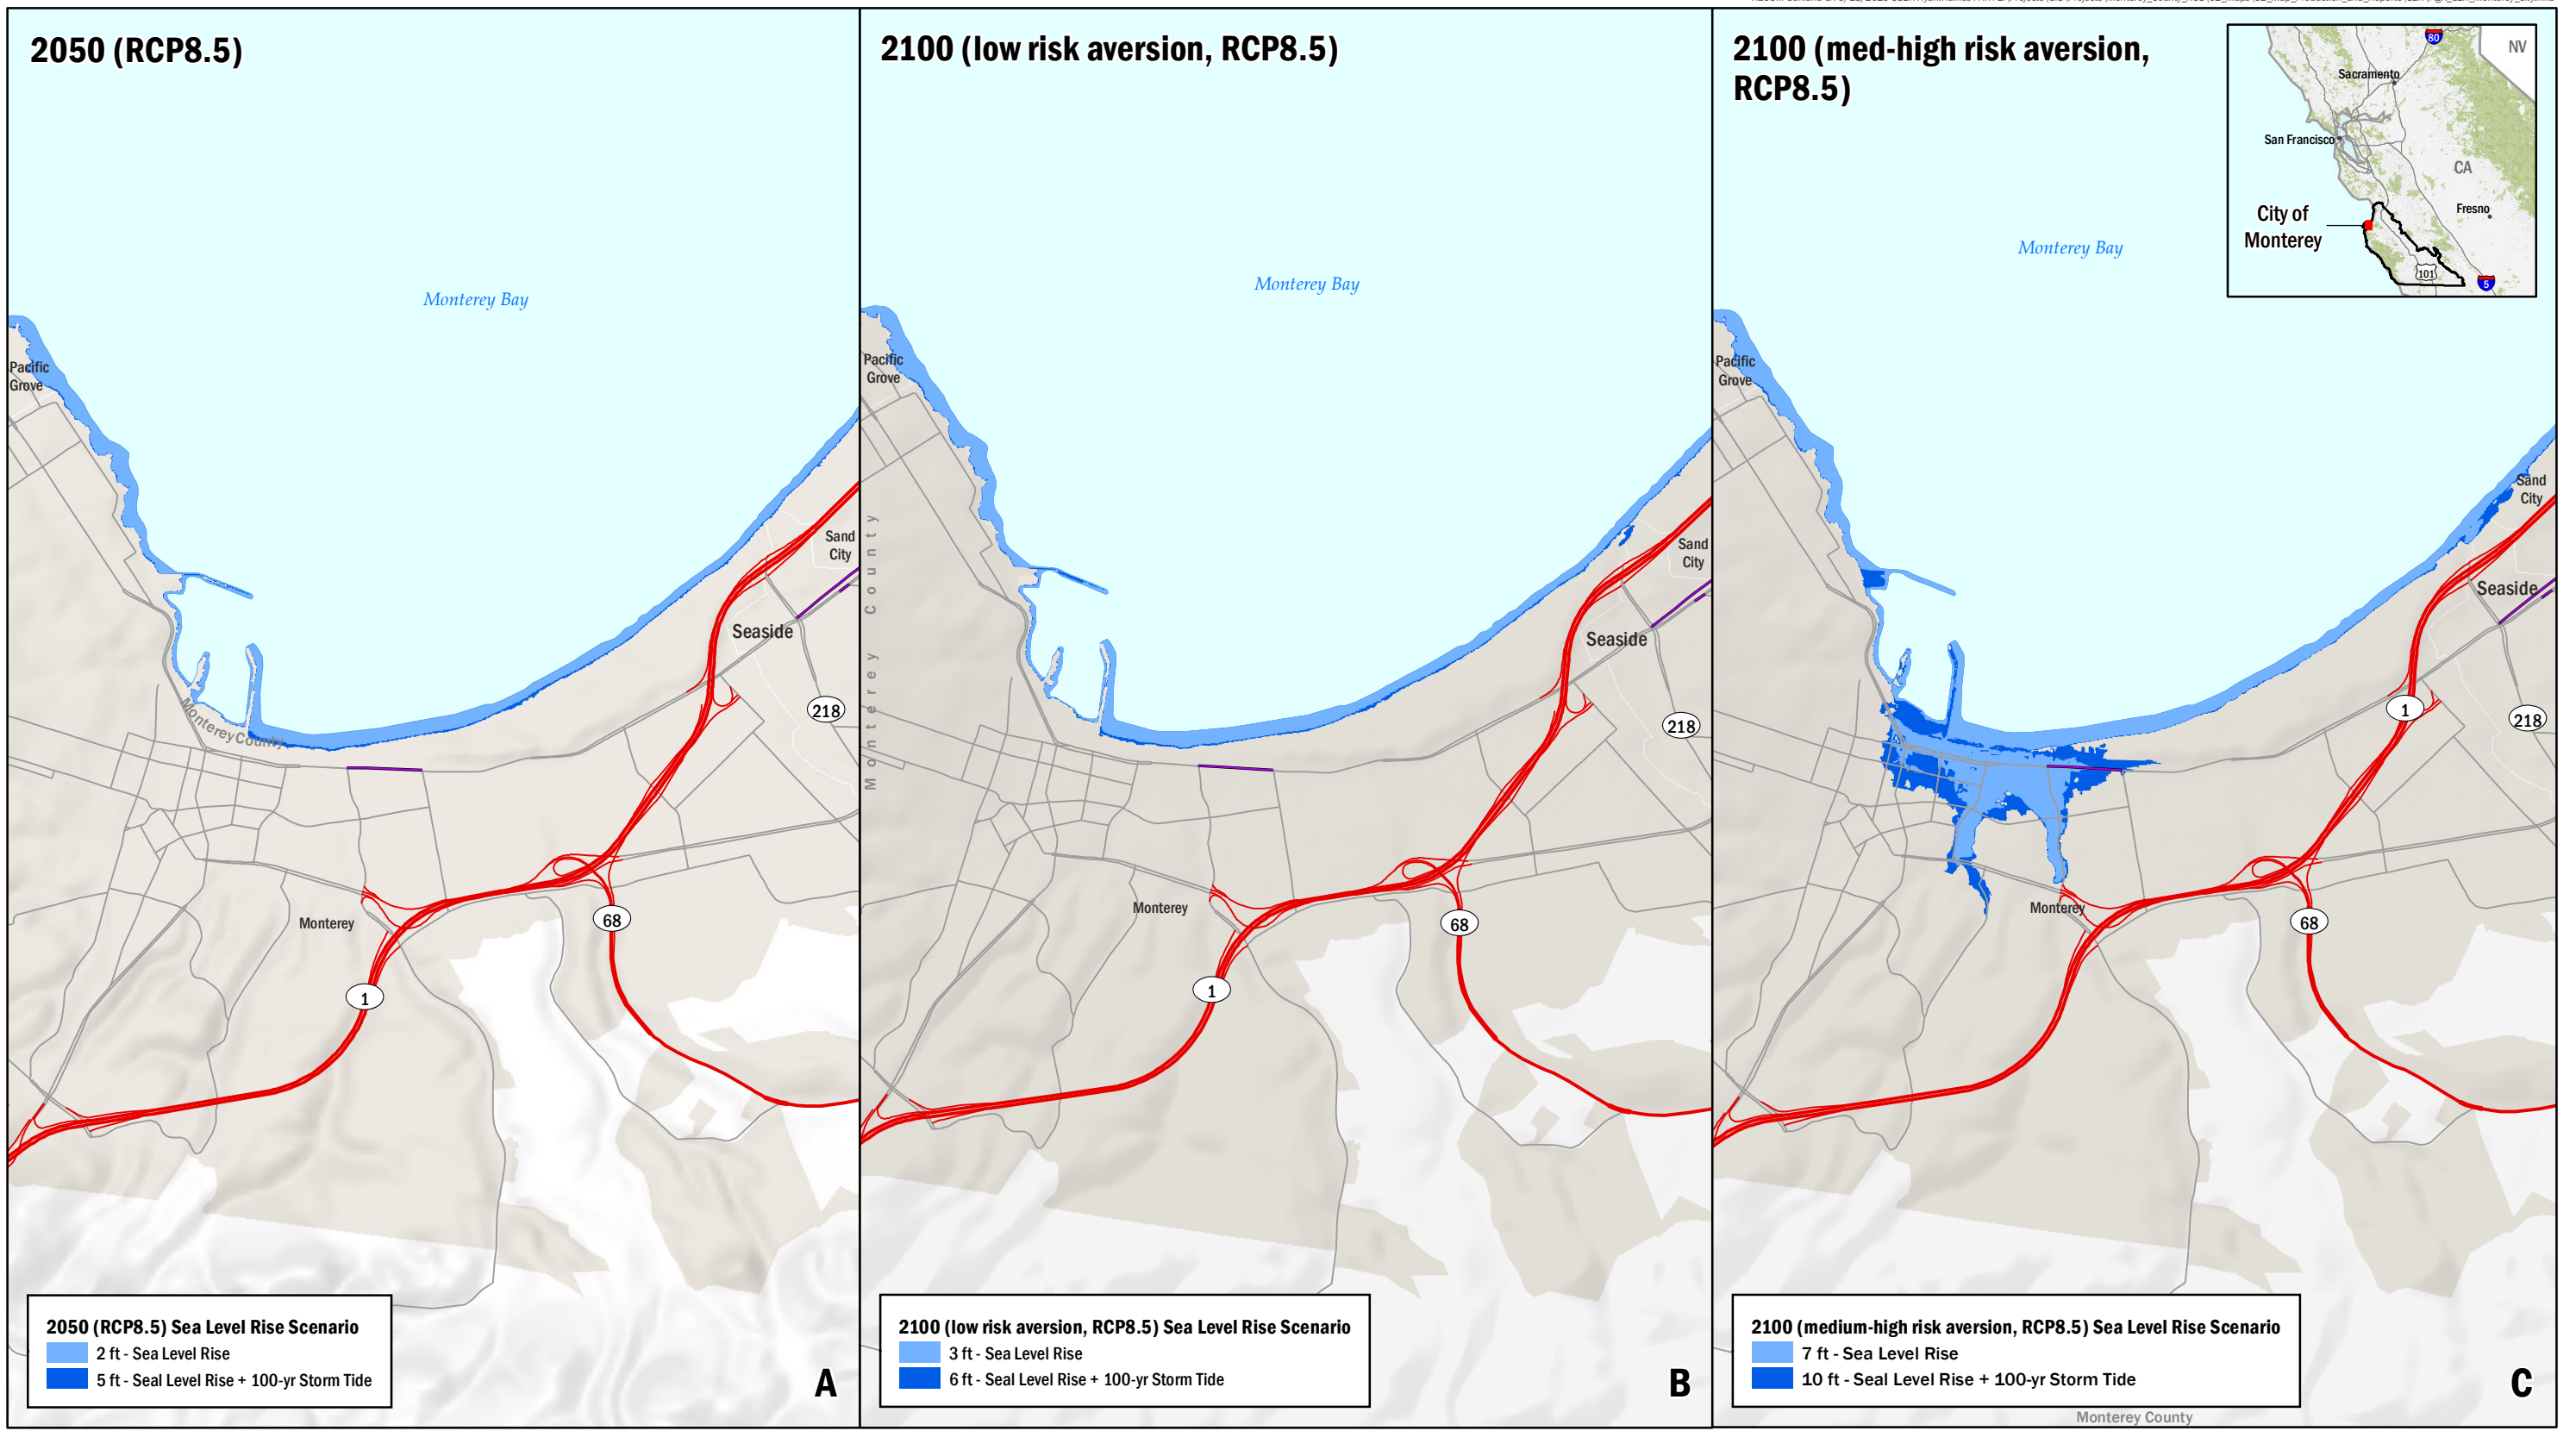 2050 (RCP8.5)
Monterey Bay
Pacific
Grove
Sand
City
Seaside
218
Monterey County
68
Monterey
1
2050 (RCP8.5) Sea Level Rise Scenario
2 ft - Sea Level Rise
5 ft - Seal Level Rise + 100-yr Storm Tide
A
2100 (low risk aversion, RCP8.5)
Monterey Bay
Pacific
Grove
Monterey County
Sand
City
Seaside
218
Monterey
68
1
2100 (low risk aversion, RCP8.5) Sea Level Rise Scenario
3 ft - Sea Level Rise
6 ft - Seal Level Rise + 100-yr Storm Tide
B
2100 (med-high risk aversion,
RCP8.5)
80
NV
Sacramento
San Francisco
CA
Fresno
City of
Monterey
101
5
Monterey Bay
Pacific
Grove
Sand
City
Seaside
1
218
Monterey
68
2100 (medium-high risk aversion, RCP8.5) Sea Level Rise Scenario
7 ft - Sea Level Rise
10 ft - Seal Level Rise + 100-yr Storm Tide
C
Monterey County